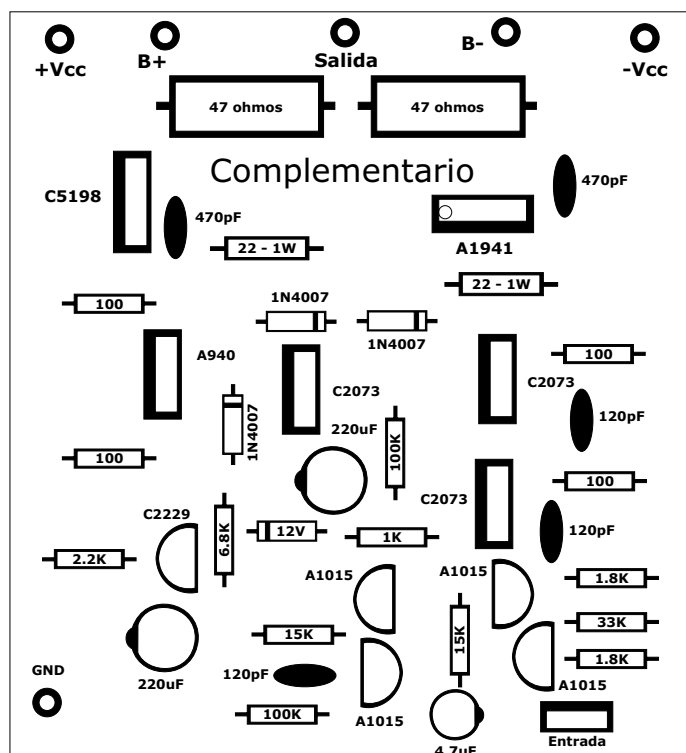 +Vcc
B+
Salida
B-
-Vcc
47 ohmos
47 ohmos
Complementario
C5198
470pF
470pF
22 - 1W
A1941
22 - 1W
100
1N4007
1N4007
A940
C2073
C2073
100
1N4007
220uF
100K
120pF
100
C2229
6.8K
12V
C2073
100
2.2K
1K
120pF
A1015
A1015
1.8K
15K
15K
33K
1.8K
GND
220uF
120pF
100K
A1015
A1015
4.7uF
Entrada